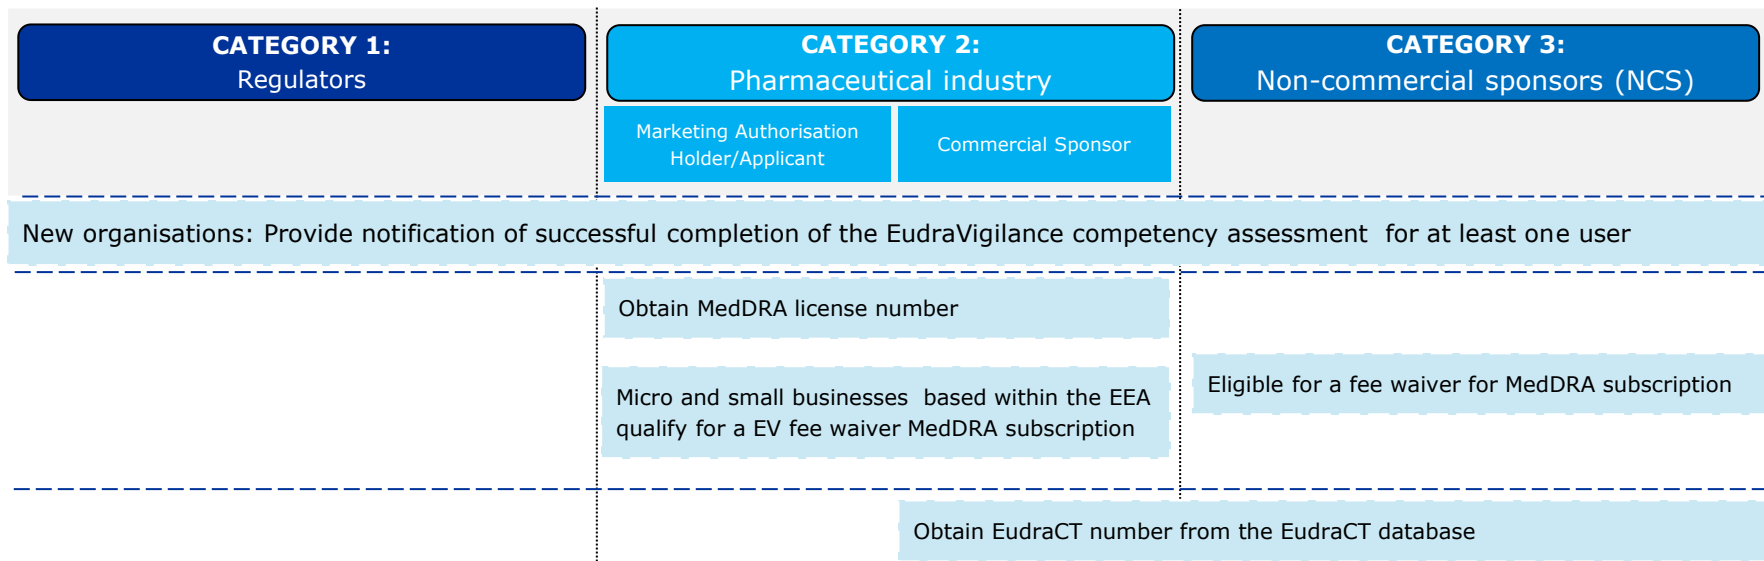 CATEGORY 1:
Regulators
CATEGORY 2:
Pharmaceutical industry
CATEGORY 3:
Non-commercial sponsors (NCS)
Marketing Authorisation
Holder/Applicant
Commercial Sponsor
New organisations: Provide notification of successful completion of the EudraVigilance competency assessment for at least one user
Obtain MedDRA license number
Micro and small businesses based within the EEA
qualify for a EV fee waiver MedDRA subscription
Eligible for a fee waiver for MedDRA subscription
Obtain EudraCT number from the EudraCT database